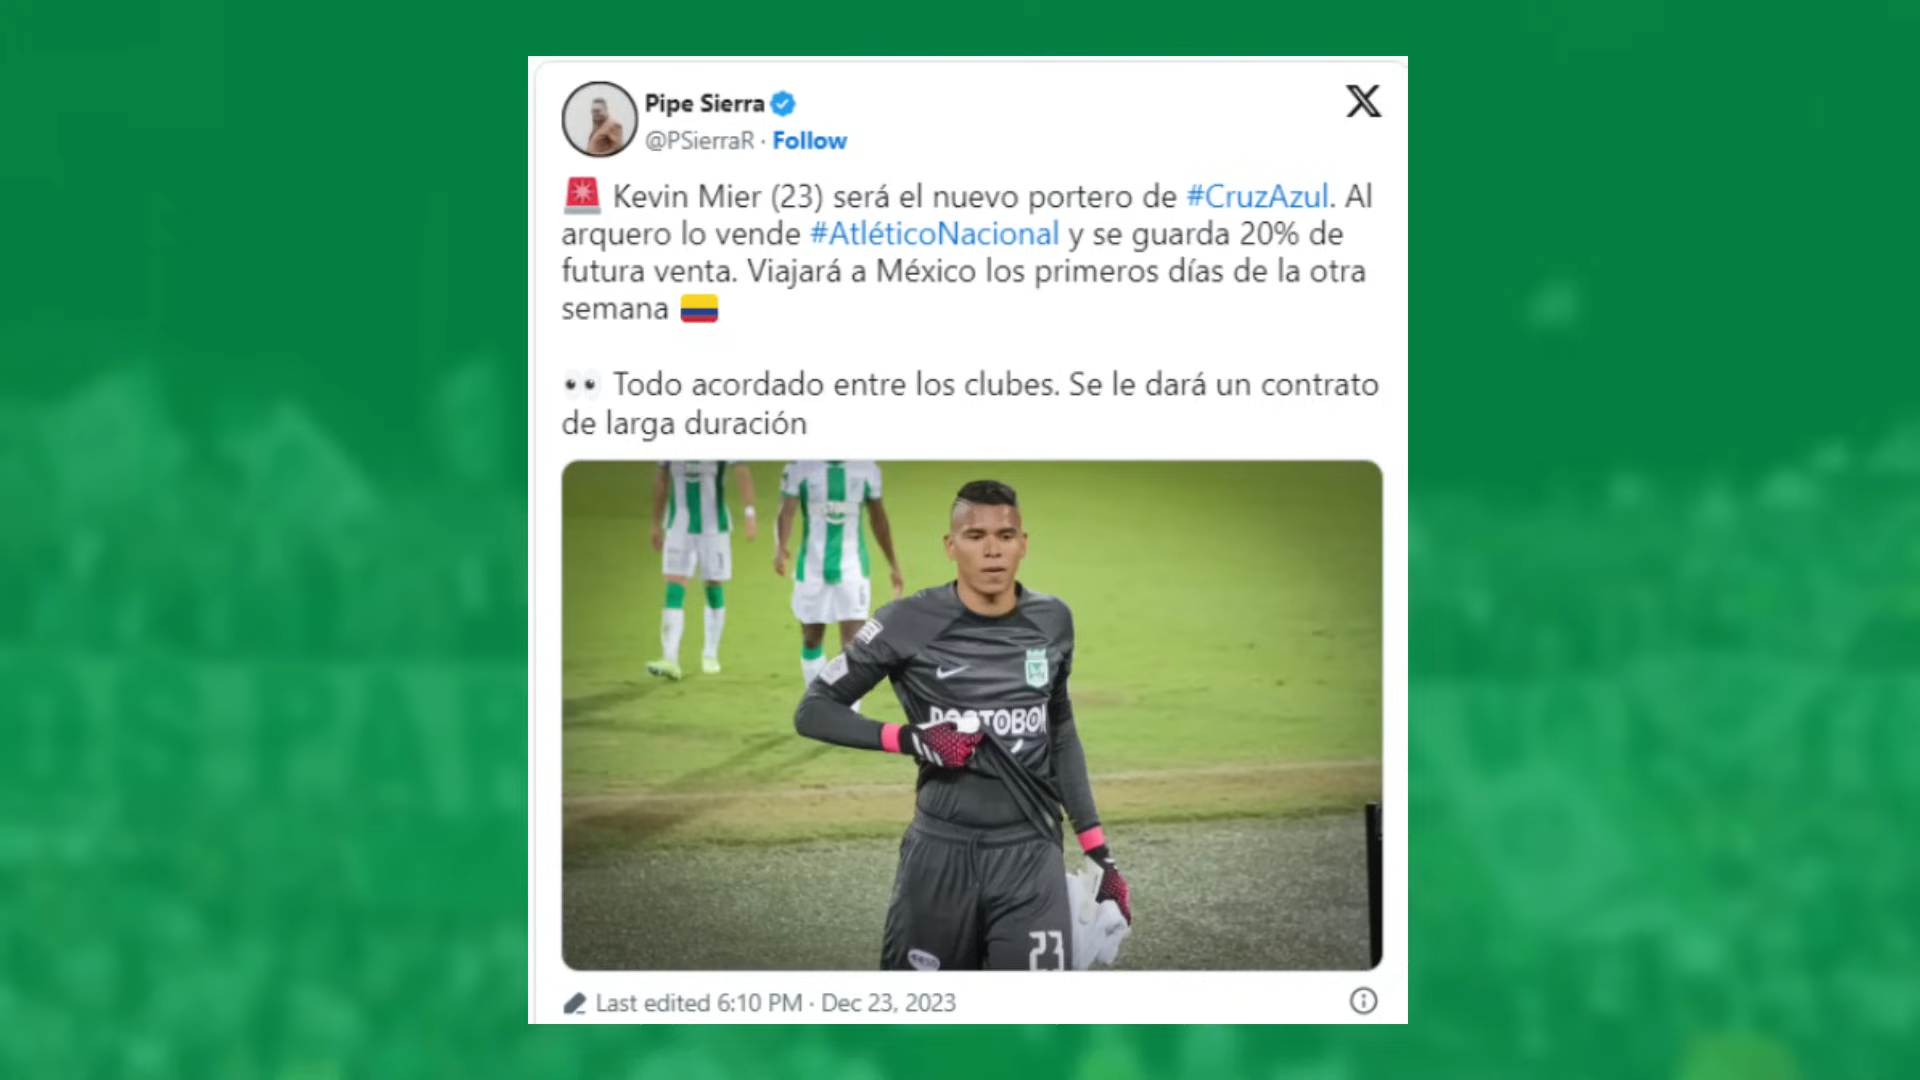 Pipe Sierra
@PSierraR · Follow
Kevin Mier (23) será el nuevo portero de #CruzAzul. Al
arquero lo vende #AtléticoNacional y se guarda 20% de
futura venta. Viajará a México los primeros días de la otra
semana
Todo acordado entre los clubes. Se le dará un contrato
de larga duración
6
23
Last edited 6:10 PM · Dec 23, 2023